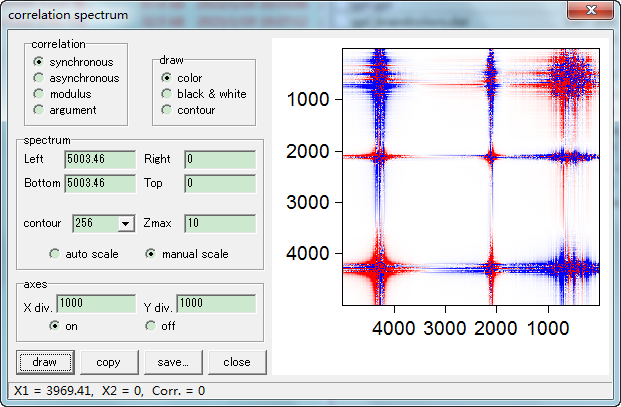 correlation spectrum
correlation
synchronous
asynchronous
modulus
argument
draw
color
black & white
contour
spectrum
Left 5003.46 Right 0
Bottom 5003.46 Top 0
contour 256 Zmax 10
auto scale manual scale
axes
X div. 1000 Y div. 1000
on off
draw copy save... close
1000
2000
3000
4000
4000 3000 2000 1000
X1 = 3969.41, X2 = 0, Corr. = 0